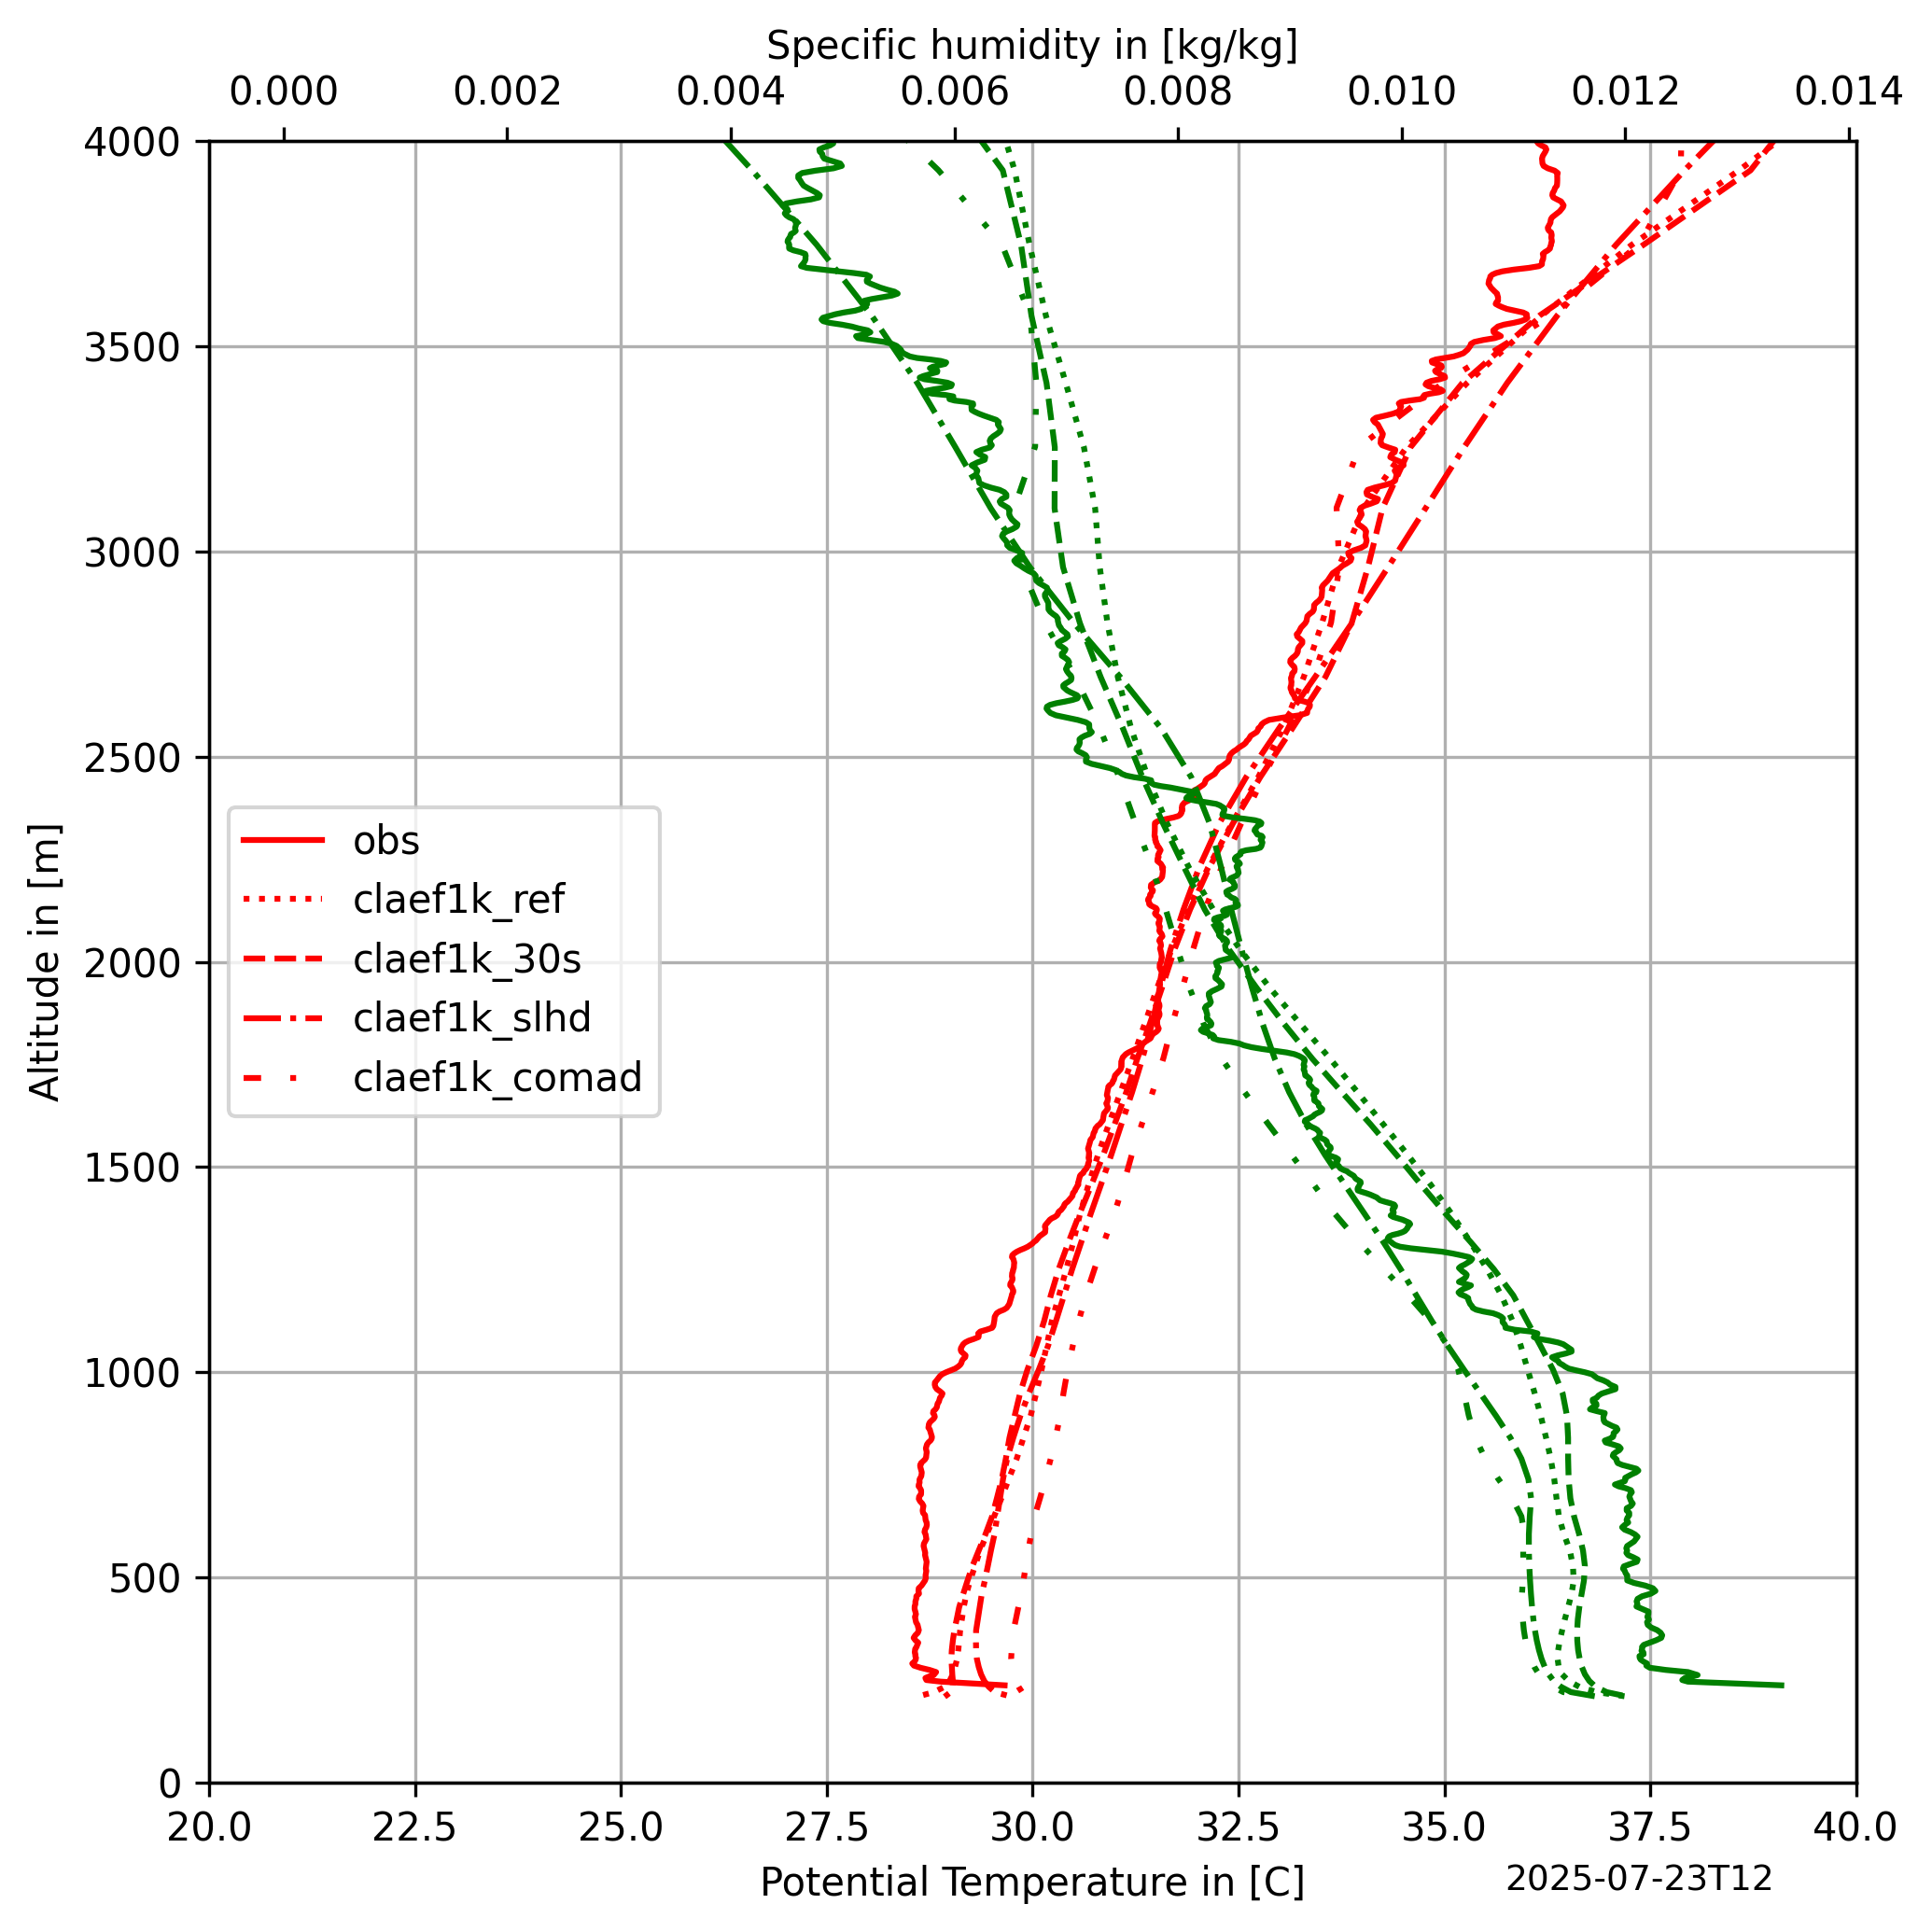 Specific humidity in [kg/kg]
0.000 0.002 0.004 0.006 0.008 0.010 0.012 0.014
4000
3500
3000
2500
2000
1500
1000
500
0
Altitude in [m]
obs
claef1k_ref
claef1k_30s
claef1k_slhd
claef1k_comad
20.0 22.5 25.0 27.5 30.0 32.5 35.0 37.5 40.0
Potential Temperature in [C]
2025-07-23T12